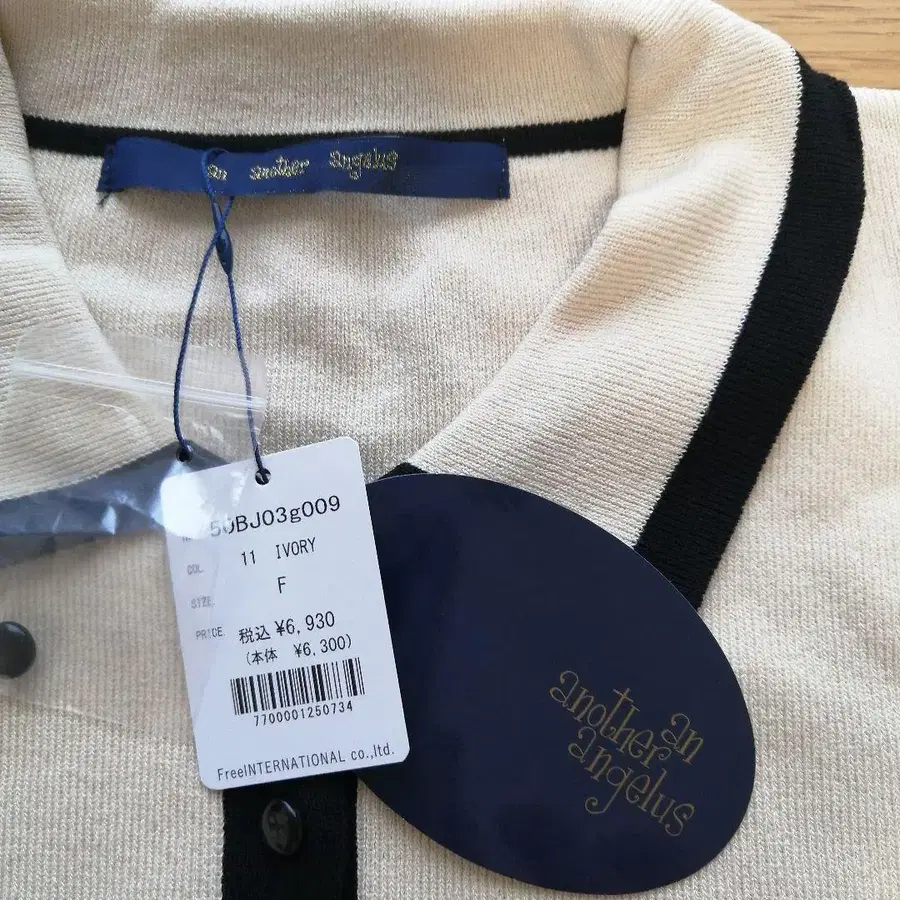 an another angelus
50BJ03g009
COL. 11 IVORY
SIZE. F
PRICE. 税込 ¥6,930
(本体 ¥6,300)
7700001250734
FreeINTERNATIONAL co.,ltd.
an
another
angelus